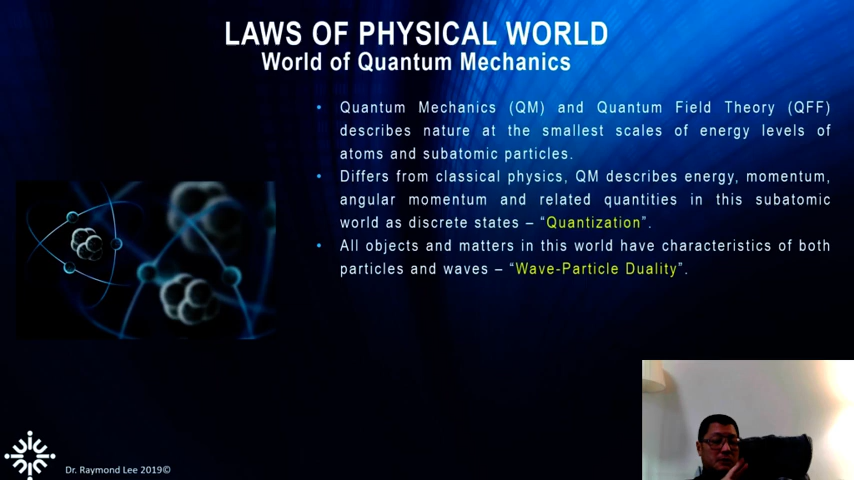 LAWS OF PHYSICAL WORLD
World of Quantum Mechanics
• Quantum Mechanics (QM) and Quantum Field Theory (QFF)
describes nature at the smallest scales of energy levels of
atoms and subatomic particles.
• Differs from classical physics, QM describes energy, momentum,
angular momentum and related quantities in this subatomic
world as discrete states – “Quantization”.
• All objects and matters in this world have characteristics of both
particles and waves – “Wave-Particle Duality”.
Dr. Raymond Lee 2019©